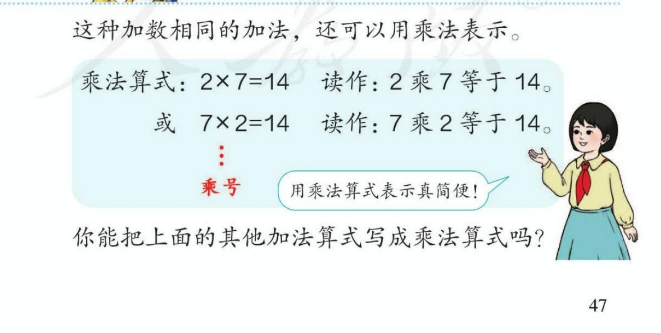 这种加数相同的加法，还可以用乘法表示。
乘法算式：2×7=14 读作：2 乘 7 等于 14。
或 7×2=14 读作：7 乘 2 等于 14。
乘号
用乘法算式表示真简便！
你能把上面的其他加法算式写成乘法算式吗？
47